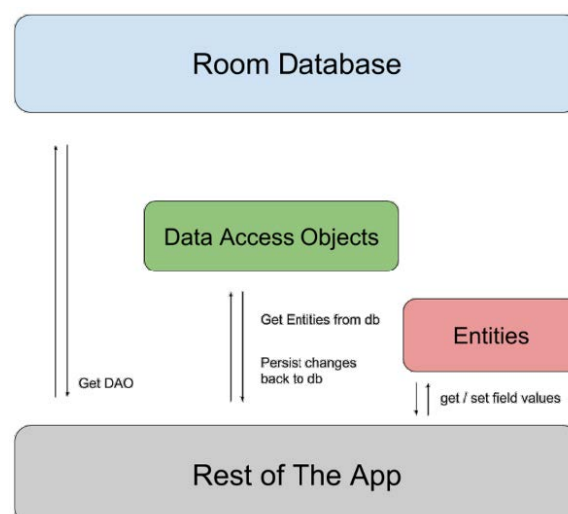 Room Database
Data Access Objects
Get Entities from db
Persist changes
back to db
Entities
Get DAO
get / set field values
Rest of The App